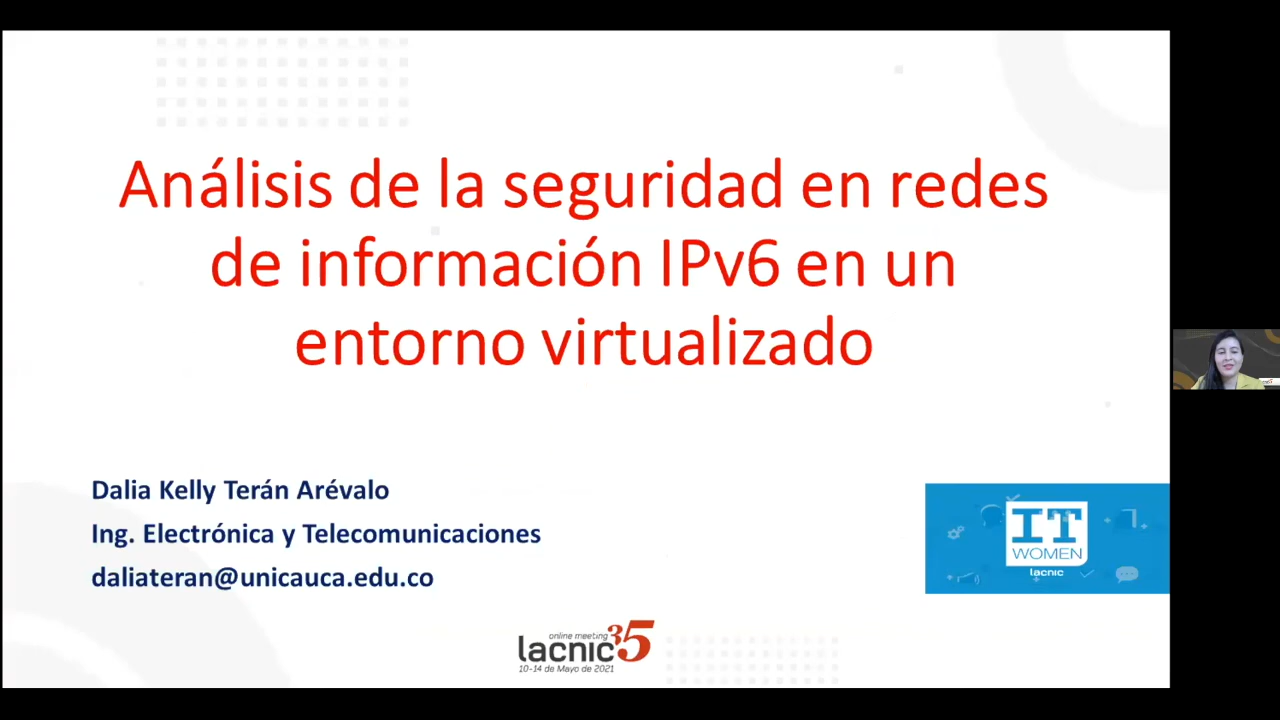 Análisis de la seguridad en redes
de información IPv6 en un
entorno virtualizado
Dalia Kelly Terán Arévalo
Ing. Electrónica y Telecomunicaciones
daliateran@unicauca.edu.co
IT
WOMEN
lacnic
online meeting
lacnic35
10-14 de Mayo de 2021